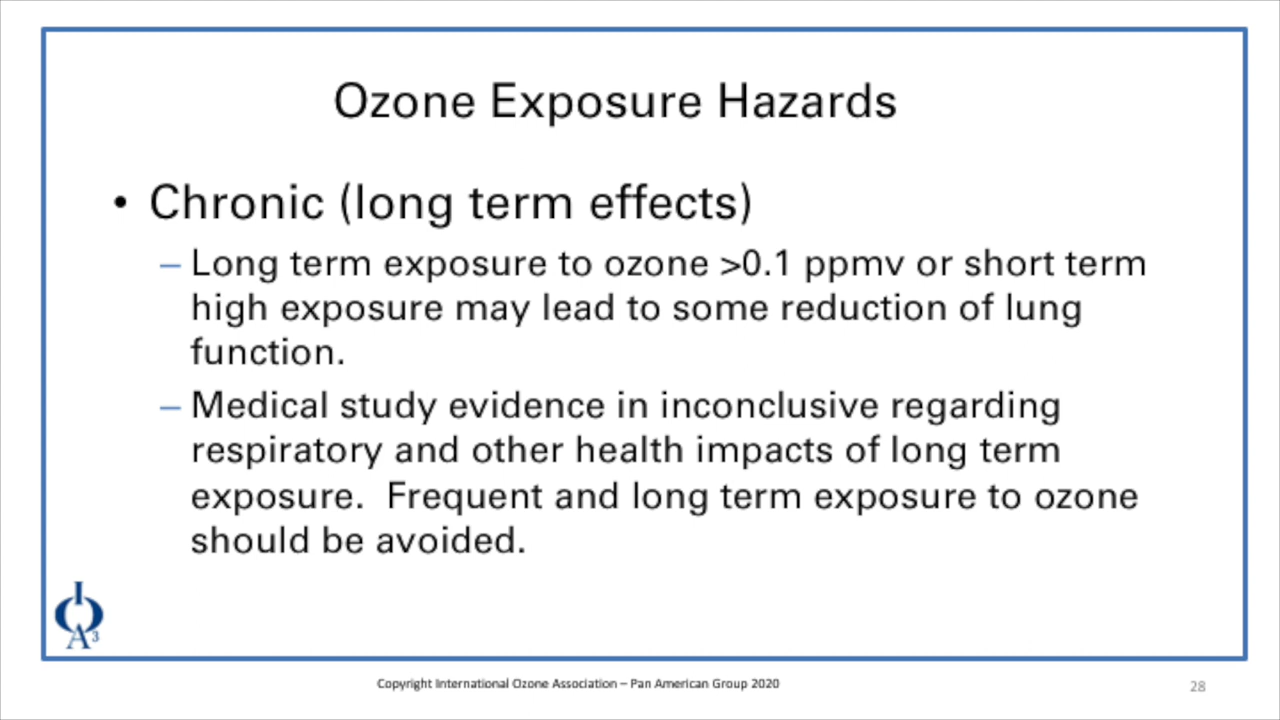 Ozone Exposure Hazards
• Chronic (long term effects)
– Long term exposure to ozone >0.1 ppmv or short term
high exposure may lead to some reduction of lung
function.
– Medical study evidence in inconclusive regarding
respiratory and other health impacts of long term
exposure.  Frequent and long term exposure to ozone
should be avoided.
I
O
A 3
Copyright International Ozone Association – Pan American Group 2020
28